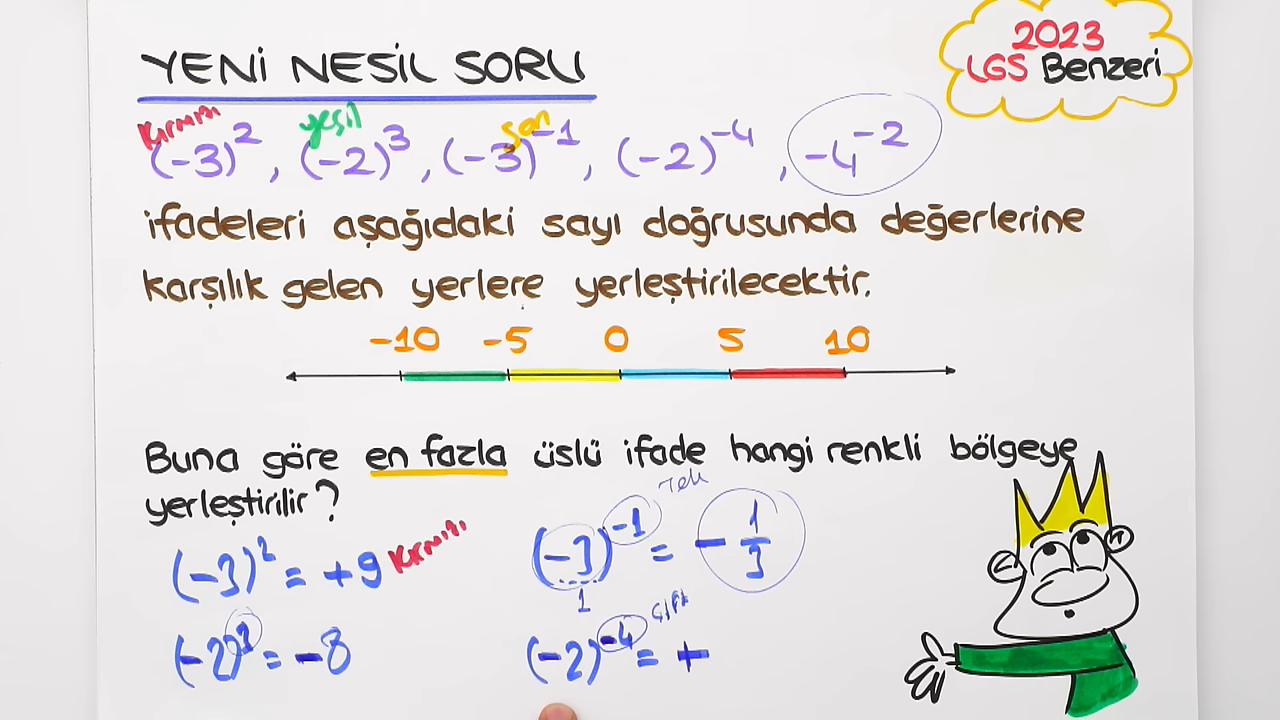 YENİ NESİL SORU
2023
LGS Benzeri
Kırmızı yeşil sarı
(-3)², (-2)³, (-3)⁻¹, (-2)⁻⁴, -4⁻²
ifadeleri aşağıdaki sayı doğrusunda değerlerine
karşılık gelen yerlere yerleştirilecektir.
-10 -5 0 5 10
Buna göre en fazla üslü ifade hangi renkli bölgeye
yerleştirilir?
(-3)² = +9 Kırmızı
(-2)³ = -8
(-3)⁻¹ = - 1/3
Tek
1
(-2)⁻⁴ = +
çift